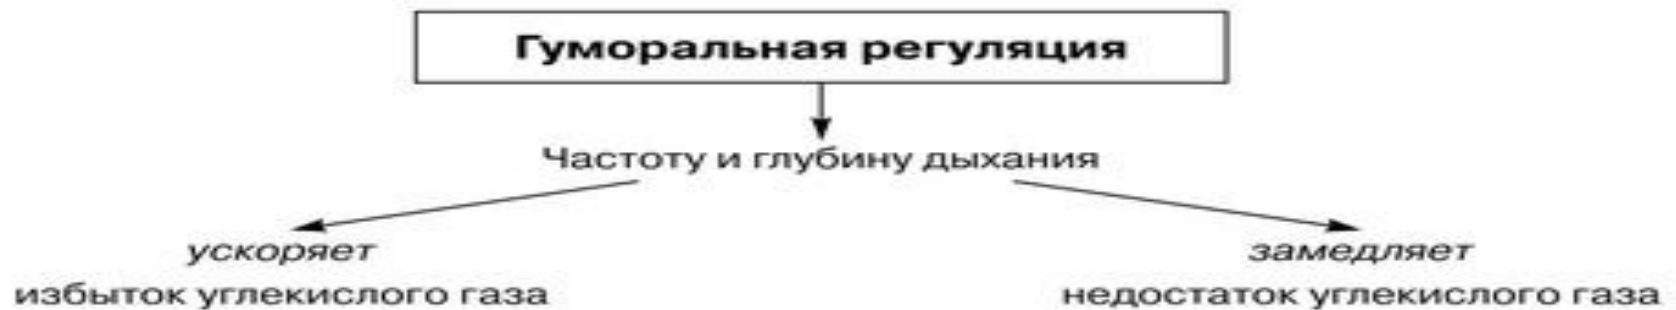 Гуморальная регуляция
Частоту и глубину дыхания
ускоряет
избыток углекислого газа
замедляет
недостаток углекислого газа